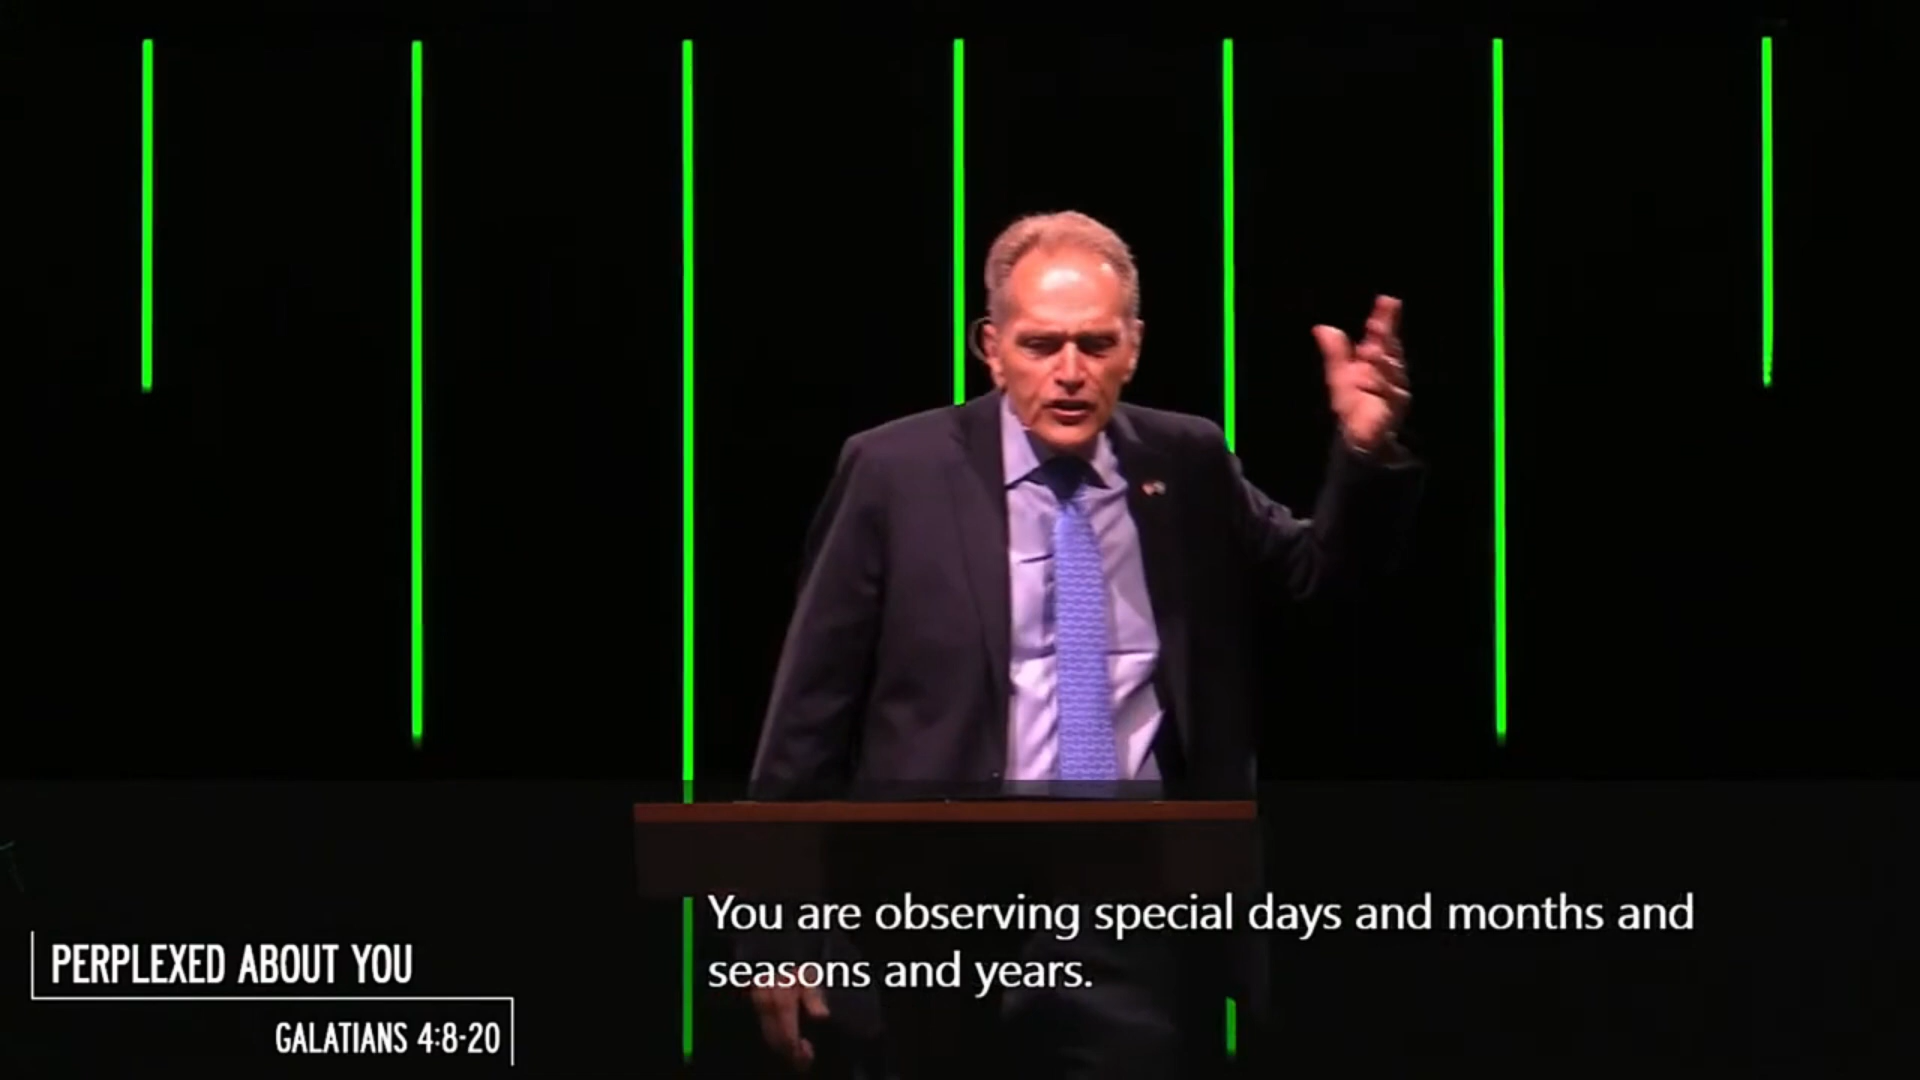 You are observing special days and months and
seasons and years.
PERPLEXED ABOUT YOU
GALATIANS 4:8-20